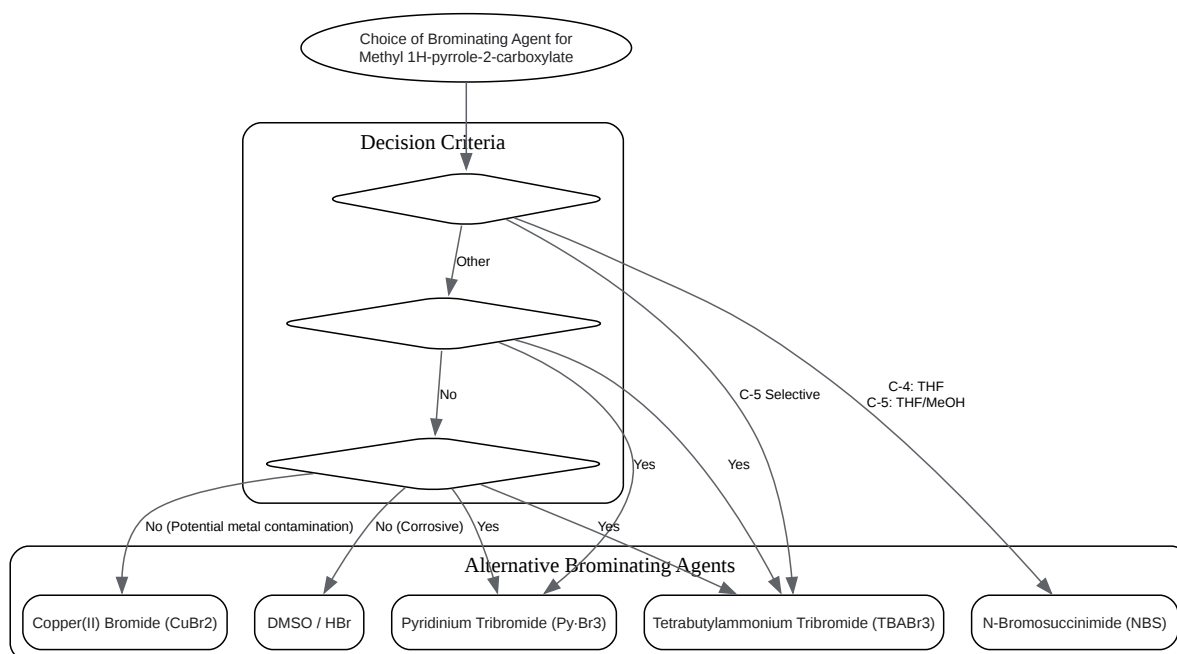 Choice of Brominating Agent for
Methyl 1H-pyrrole-2-carboxylate
Decision Criteria
Other
C-4: THF
C-5: THF/MeOH
C-5 Selective
No
Yes
Yes
No (Potential metal contamination)
No (Corrosive)
Yes
Yes
Alternative Brominating Agents
Copper(II) Bromide (CuBr2)
DMSO / HBr
Pyridinium Tribromide (Py·Br3)
Tetrabutylammonium Tribromide (TBABr3)
N-Bromosuccinimide (NBS)